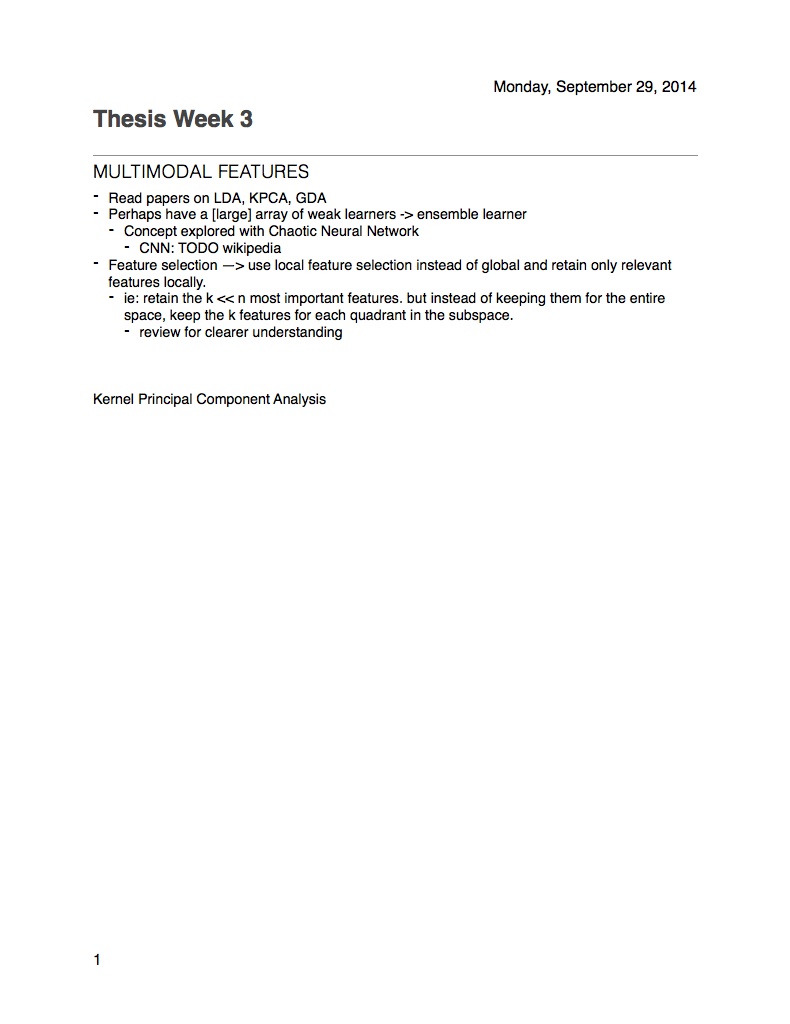 Monday, September 29, 2014
Thesis Week 3
MULTIMODAL FEATURES
- Read papers on LDA, KPCA, GDA
- Perhaps have a [large] array of weak learners -> ensemble learner
- Concept explored with Chaotic Neural Network
- CNN: TODO wikipedia
- Feature selection —> use local feature selection instead of global and retain only relevant
features locally.
- ie: retain the k << n most important features. but instead of keeping them for the entire
space, keep the k features for each quadrant in the subspace.
- review for clearer understanding
Kernel Principal Component Analysis
1